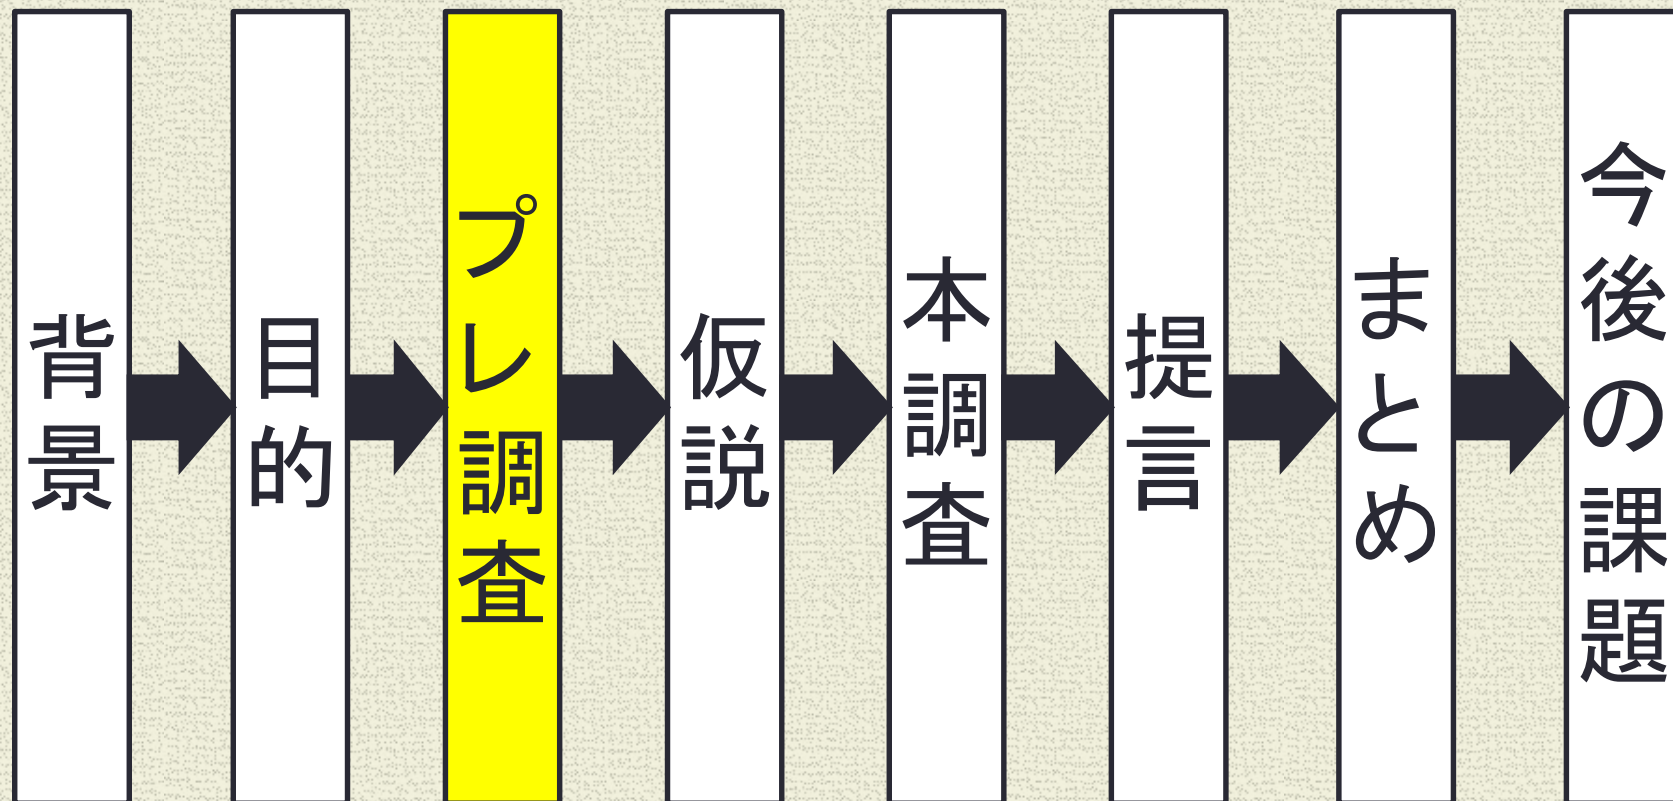 背景
目的
プレ調査
仮説
本調査
提言
まとめ
今後の課題